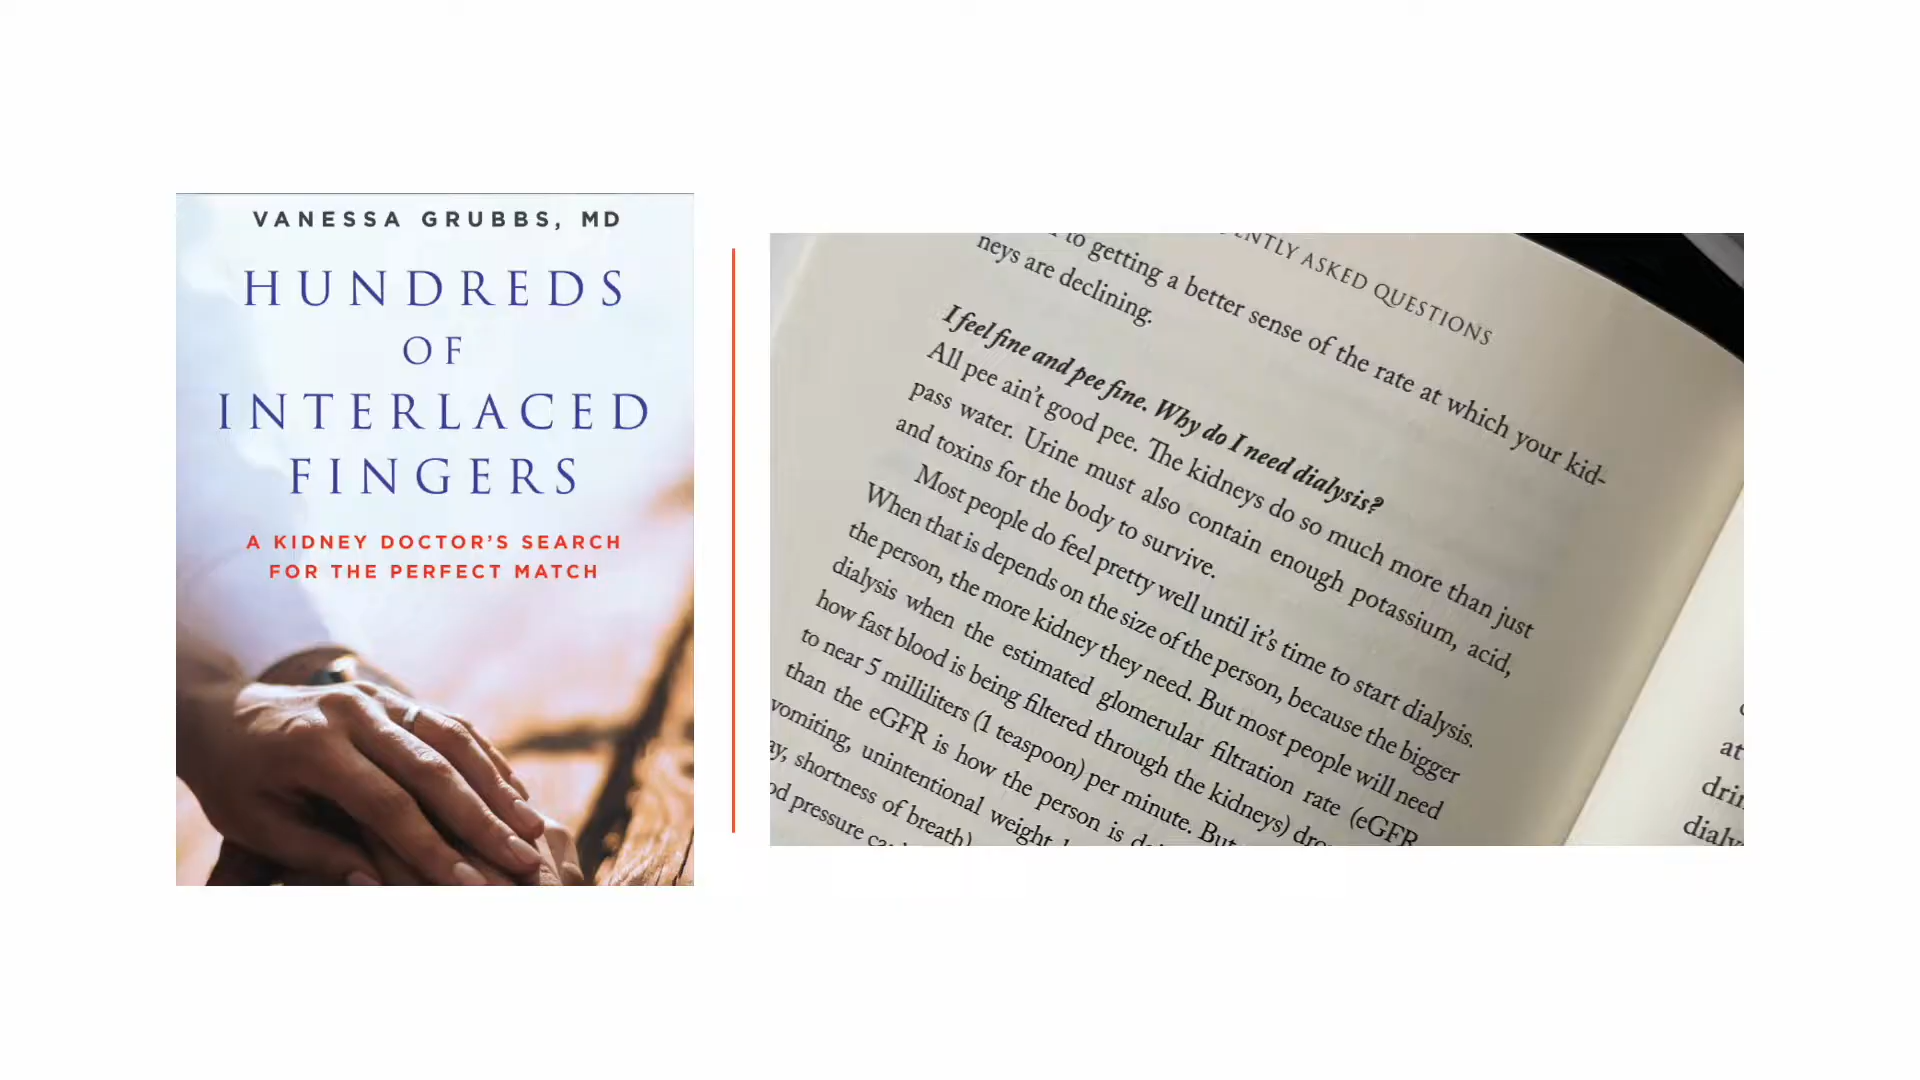 VANESSA GRUBBS, MD
HUNDREDS
OF
INTERLACED
FINGERS
A KIDNEY DOCTOR'S SEARCH
FOR THE PERFECT MATCH
ASKED QUESTIONS
to getting a better sense of the rate at which your kid-
neys are declining.
I feel fine and pee fine. Why do I need dialysis?
All pee ain't good pee. The kidneys do so much more than just
pass water. Urine must also contain enough potassium, acid,
and toxins for the body to survive.
Most people do feel pretty well until it's time to start dialysis.
When that is depends on the size of the person, because the bigger
the person, the more kidney they need. But most people will need
dialysis when the estimated glomerular filtration rate (eGFR
how fast blood is being filtered through the kidneys)
to near 5 milliliters (1 teaspoon) per minute. But
than the eGFR is how the person is
vomiting, unintentional weight
shortness of breath)
pressure